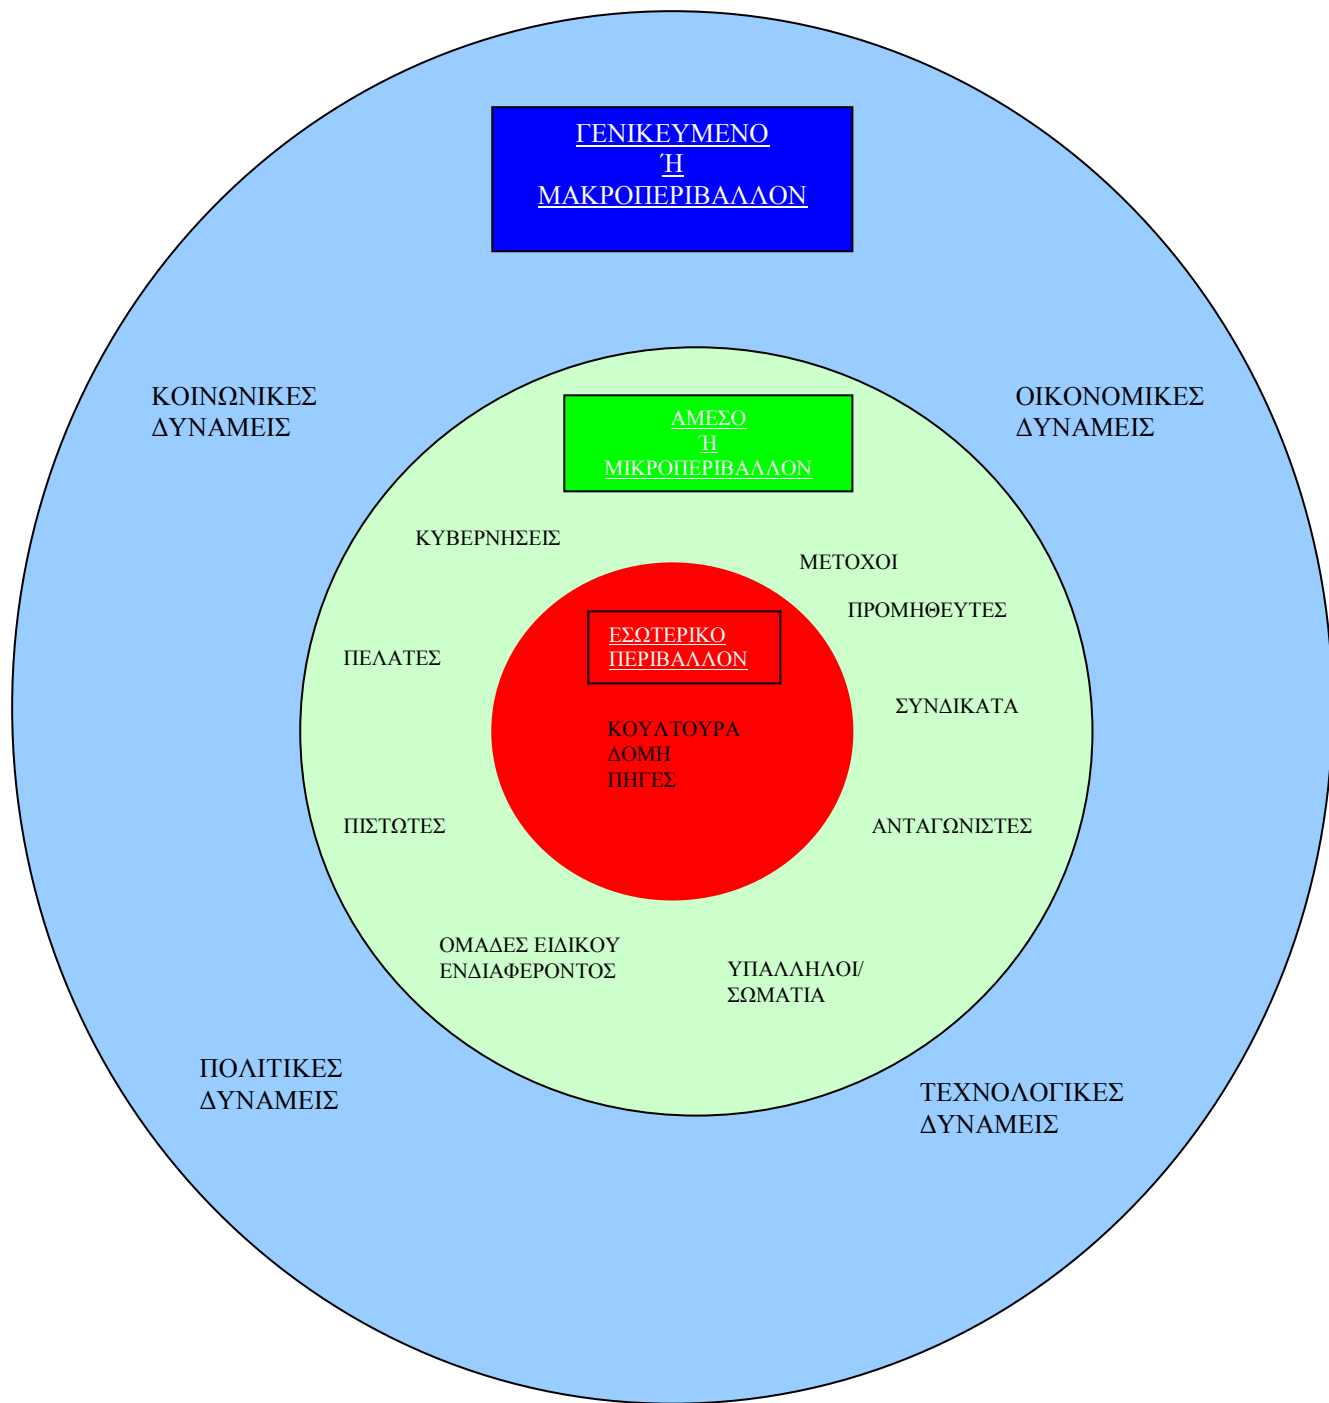 ΓΕΝΙΚΕΥΜΕΝΟ
Ή
ΜΑΚΡΟΠΕΡΙΒΑΛΛΟΝ
ΚΟΙΝΩΝΙΚΕΣ
ΔΥΝΑΜΕΙΣ
ΟΙΚΟΝΟΜΙΚΕΣ
ΔΥΝΑΜΕΙΣ
ΑΜΕΣΟ
Ή
ΜΙΚΡΟΠΕΡΙΒΑΛΛΟΝ
ΚΥΒΕΡΝΗΣΕΙΣ
ΜΕΤΟΧΟΙ
ΠΡΟΜΗΘΕΥΤΕΣ
ΕΣΩΤΕΡΙΚΟ
ΠΕΡΙΒΑΛΛΟΝ
ΠΕΛΑΤΕΣ
ΣΥΝΔΙΚΑΤΑ
ΚΟΥΛΤΟΥΡΑ
ΔΟΜΗ
ΠΗΓΕΣ
ΠΙΣΤΩΤΕΣ
ΑΝΤΑΓΩΝΙΣΤΕΣ
ΟΜΑΔΕΣ ΕΙΔΙΚΟΥ
ΕΝΔΙΑΦΕΡΟΝΤΟΣ
ΥΠΑΛΛΗΛΟΙ/
ΣΩΜΑΤΙΑ
ΠΟΛΙΤΙΚΕΣ
ΔΥΝΑΜΕΙΣ
ΤΕΧΝΟΛΟΓΙΚΕΣ
ΔΥΝΑΜΕΙΣ